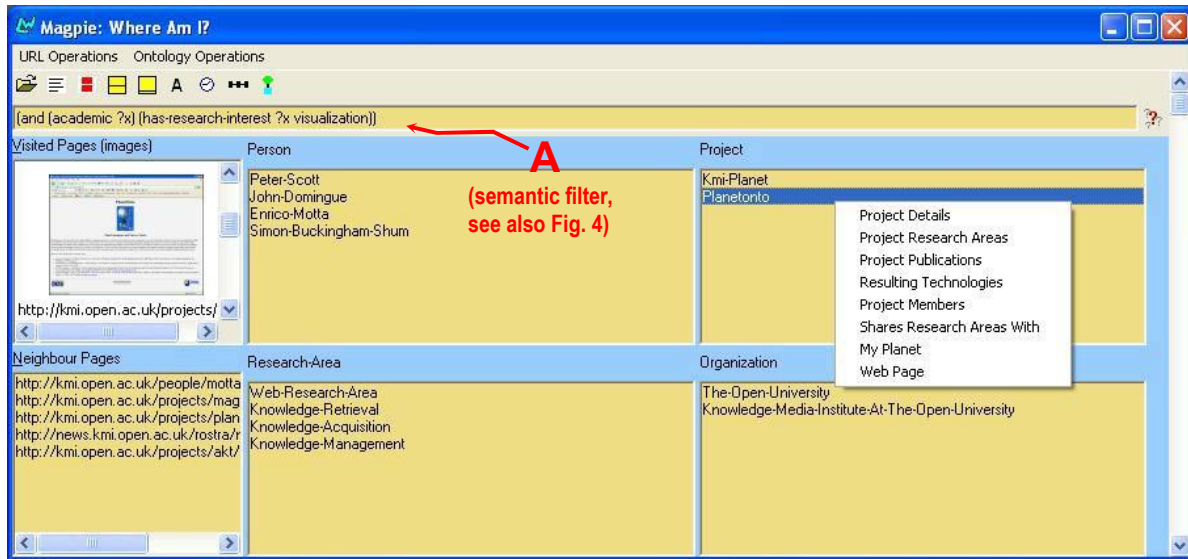 Magpie: Where Am I?
URL Operations Ontology Operations
A
(and (academic ?x) (has-research-interest ?x visualization))
Visited Pages (images)
http://kmi.open.ac.uk/projects/
Person
Peter-Scott
John-Domingue
Enrico-Motta
Simon-Buckingham-Shum
A
(semantic filter,
see also Fig. 4)
Project
Kmi-Planet
Planetonto
Project Details
Project Research Areas
Project Publications
Resulting Technologies
Project Members
Shares Research Areas With
My Planet
Web Page
Neighbour Pages
http://kmi.open.ac.uk/people/motta
http://kmi.open.ac.uk/projects/mag
http://kmi.open.ac.uk/projects/plan
http://news.kmi.open.ac.uk/rostra/r
http://kmi.open.ac.uk/projects/akt/
Research-Area
Web-Research-Area
Knowledge-Retrieval
Knowledge-Acquisition
Knowledge-Management
Organization
The-Open-University
Knowledge-Media-Institute-At-The-Open-University